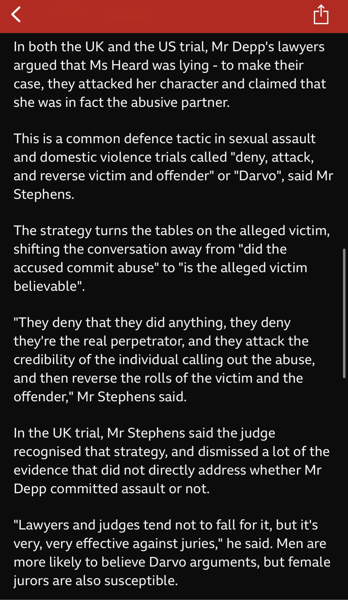 In both the UK and the US trial, Mr Depp's lawyers
argued that Ms Heard was lying - to make their
case, they attacked her character and claimed that
she was in fact the abusive partner.
This is a common defence tactic in sexual assault
and domestic violence trials called "deny, attack,
and reverse victim and offender" or "Darvo", said Mr
Stephens.
The strategy turns the tables on the alleged victim,
shifting the conversation away from "did the
accused commit abuse" to "is the alleged victim
believable".
"They deny that they did anything, they deny
they're the real perpetrator, and they attack the
credibility of the individual calling out the abuse,
and then reverse the rolls of the victim and the
offender," Mr Stephens said.
In the UK trial, Mr Stephens said the judge
recognised that strategy, and dismissed a lot of the
evidence that did not directly address whether Mr
Depp committed assault or not.
"Lawyers and judges tend not to fall for it, but it's
very, very effective against juries," he said. Men are
more likely to believe Darvo arguments, but female
jurors are also susceptible.